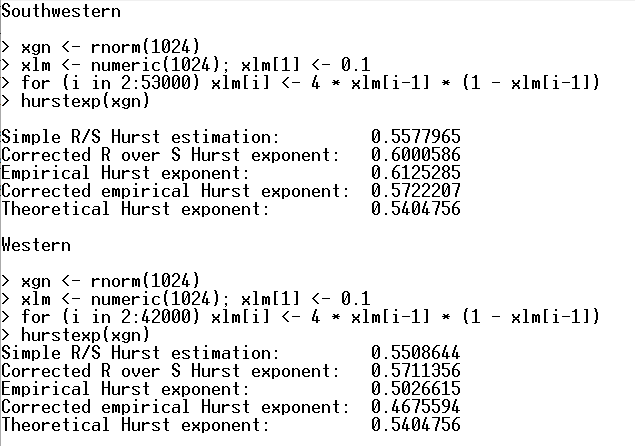 Southwestern
> xgn <- rnorm(1024)
> xlm <- numeric(1024); xlm[1] <- 0.1
> for (i in 2:53000) xlm[i] <- 4 * xlm[i-1] * (1 - xlm[i-1])
> hurstexp(xgn)
Simple R/S Hurst estimation: 0.5577965
Corrected R over S Hurst exponent: 0.6000586
Empirical Hurst exponent: 0.6125285
Corrected empirical Hurst exponent: 0.5722207
Theoretical Hurst exponent: 0.5404756
Western
> xgn <- rnorm(1024)
> xlm <- numeric(1024); xlm[1] <- 0.1
> for (i in 2:42000) xlm[i] <- 4 * xlm[i-1] * (1 - xlm[i-1])
> hurstexp(xgn)
Simple R/S Hurst estimation: 0.5508644
Corrected R over S Hurst exponent: 0.5711356
Empirical Hurst exponent: 0.5026615
Corrected empirical Hurst exponent: 0.4675594
Theoretical Hurst exponent: 0.5404756